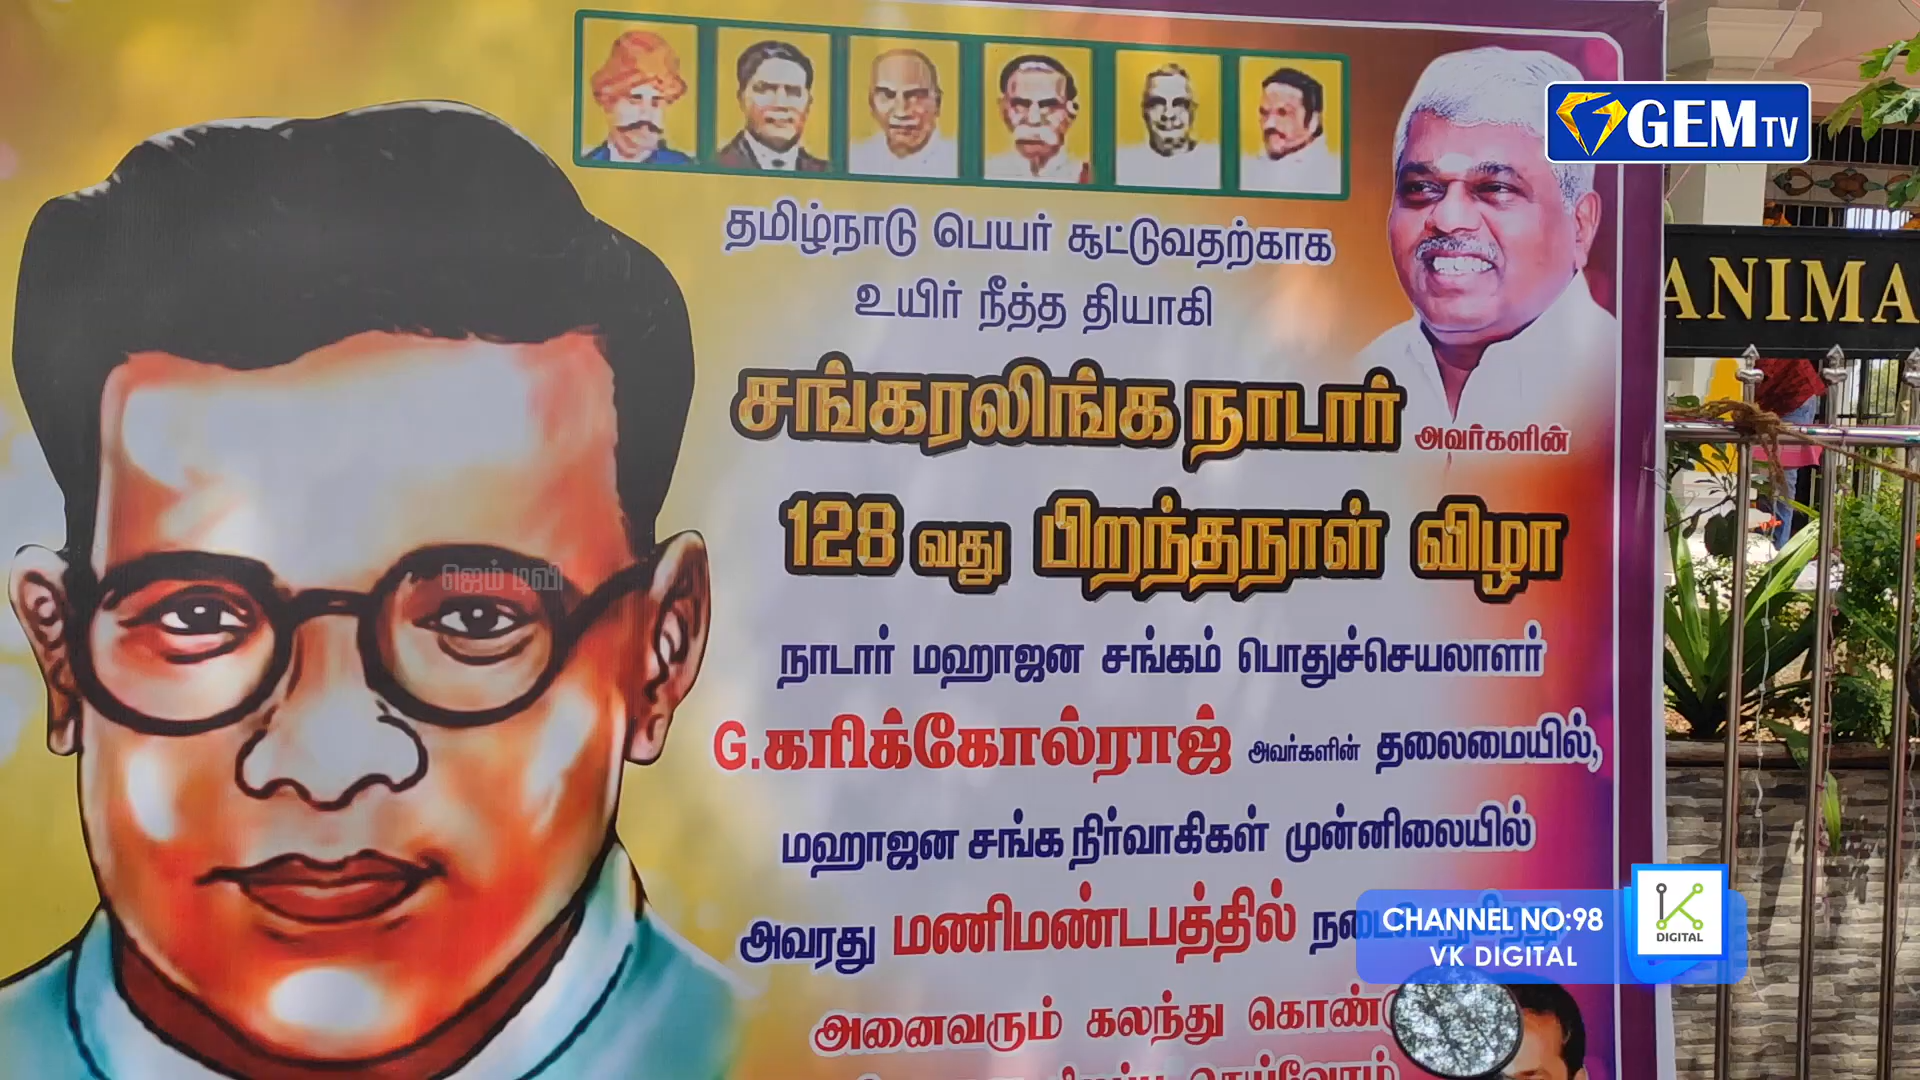 GEMTV
தமிழ்நாடு பெயர் சூட்டுவதற்காக
உயிர் நீத்த தியாகி
சங்கரலிங்க நாடார் அவர்களின்
128 வது பிறந்தநாள் விழா
நாடார் மஹாஜன சங்கம் பொதுச்செயலாளர்
G.கரிக்கோல்ராஜ் அவர்களின் தலைமையில்,
மஹாஜன சங்க நிர்வாகிகள் முன்னிலையில்
அவரது மணிமண்டபத்தில்
அனைவரும் கலந்து
ஜெம் டிவி
ANIMA
CHANNEL NO:98
VK DIGITAL
DIGITAL